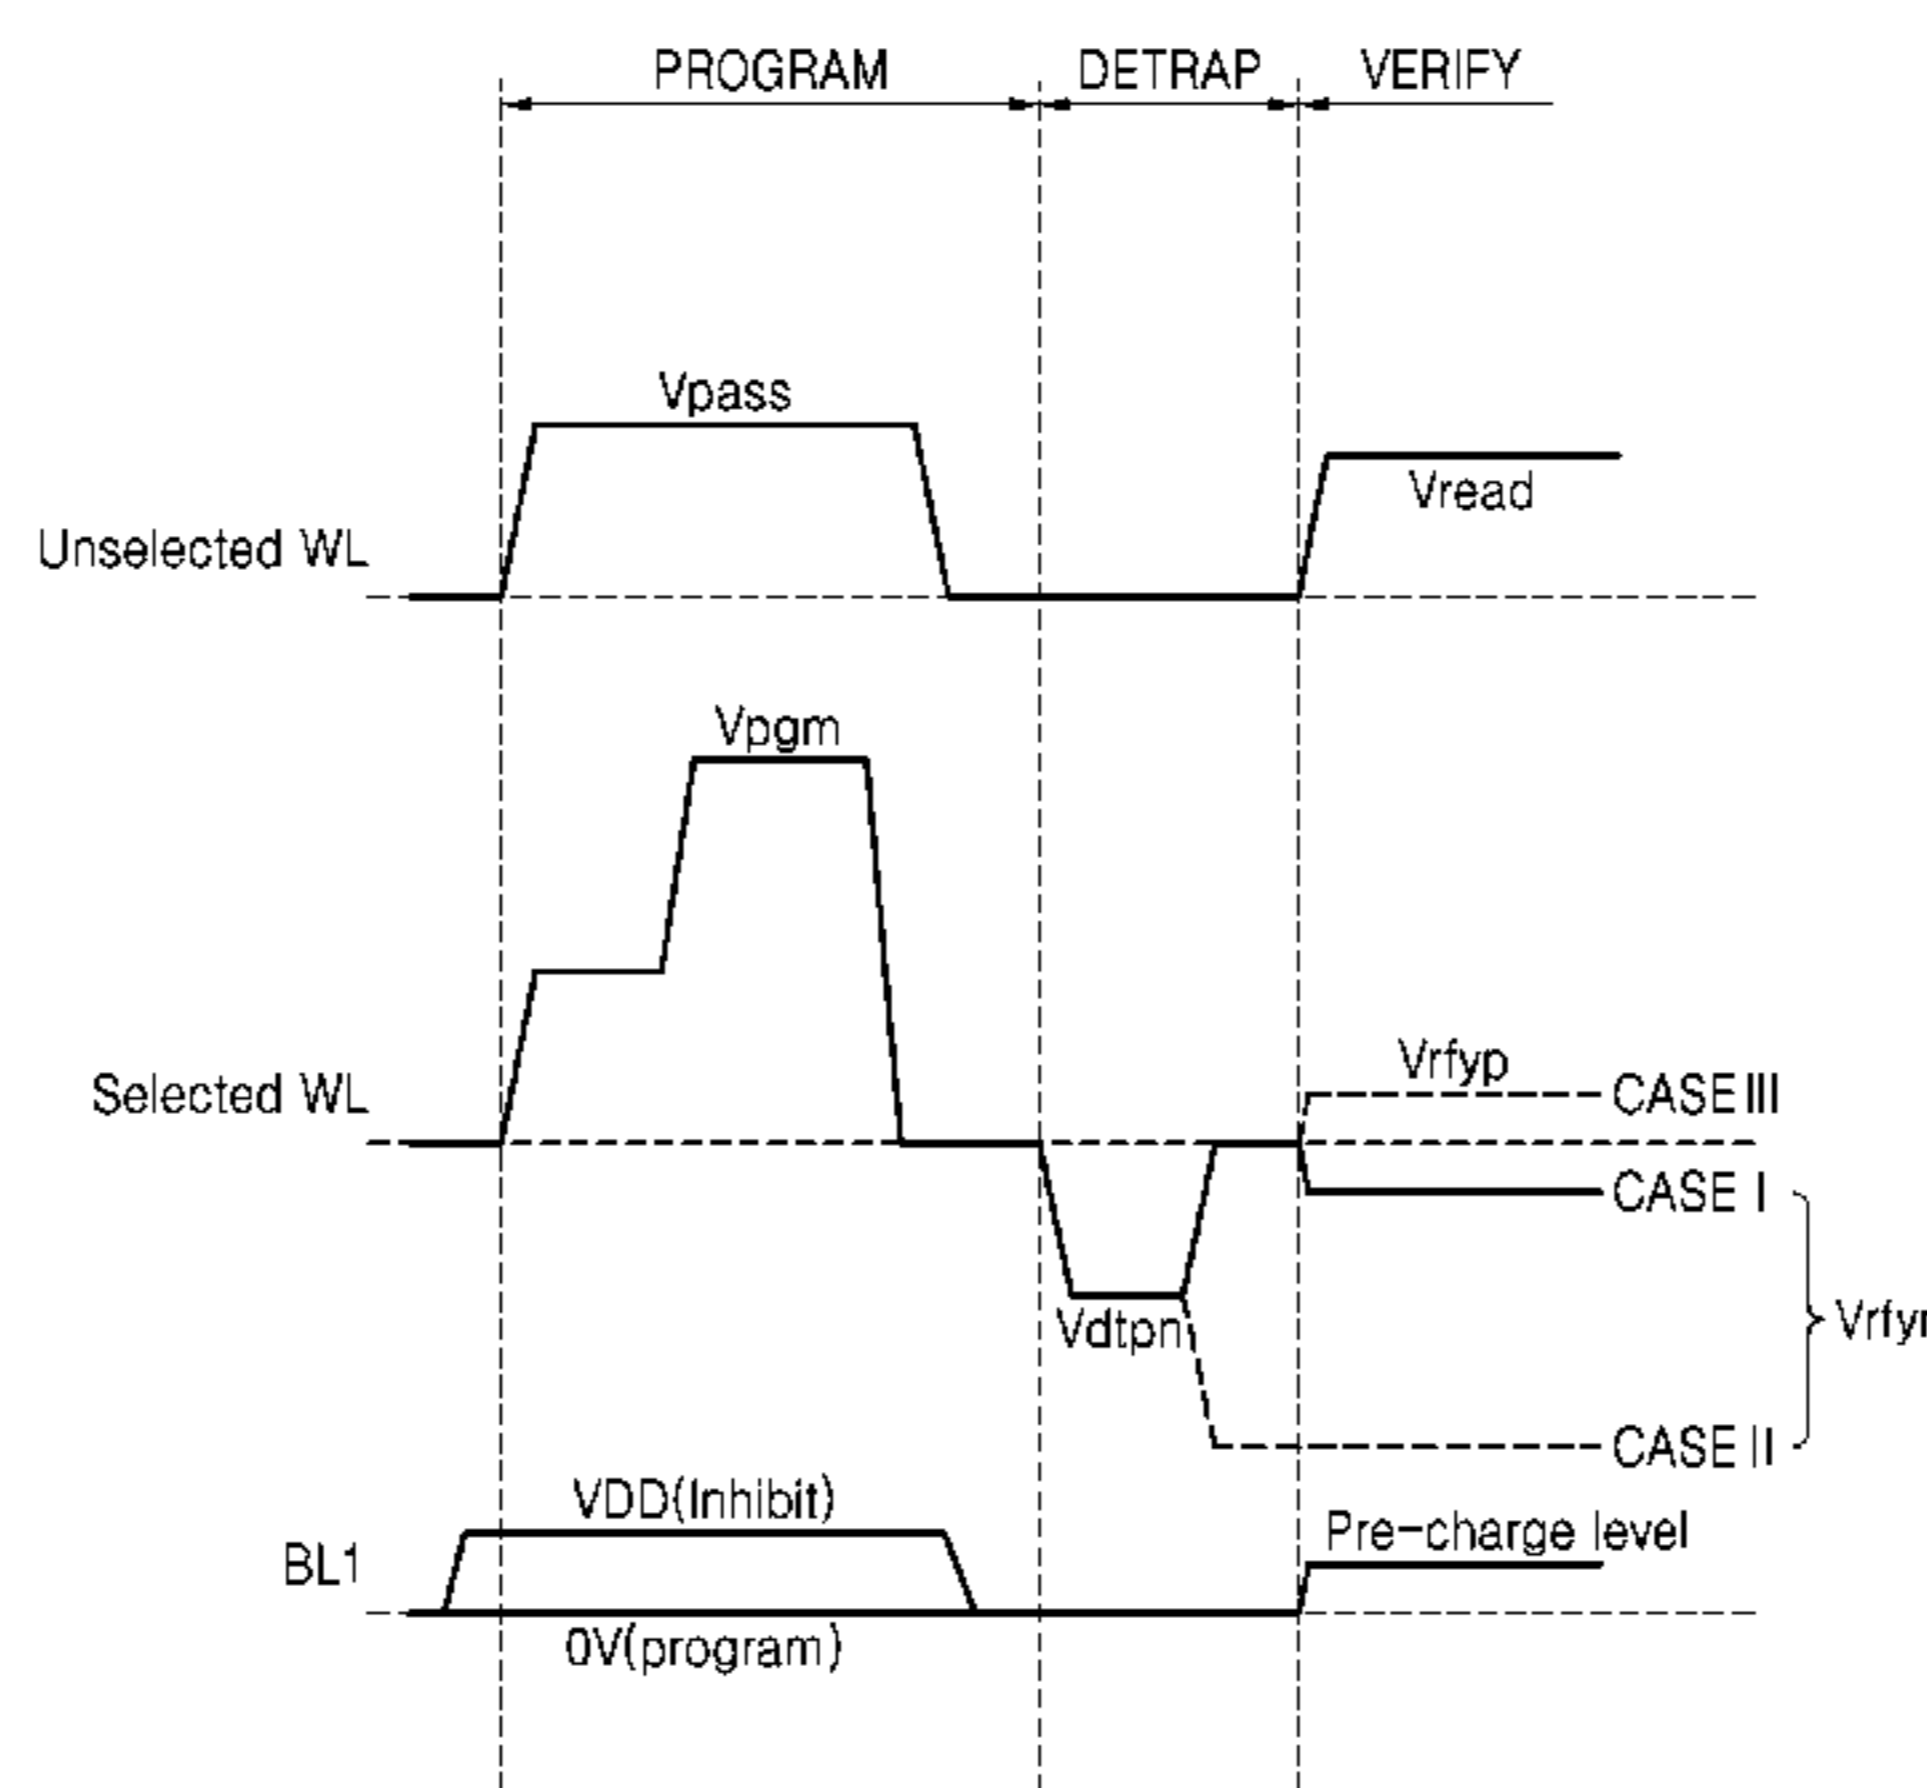 PROGRAM DETRAP VERIFY
Vpass
Vread
Unselected WL
Vpgm
Vrfyp
Selected WL
CASE III
CASE I
Vdtpn
CASE II
VDD(Inhibit)
Pre-charge level
BL1
0V(program)